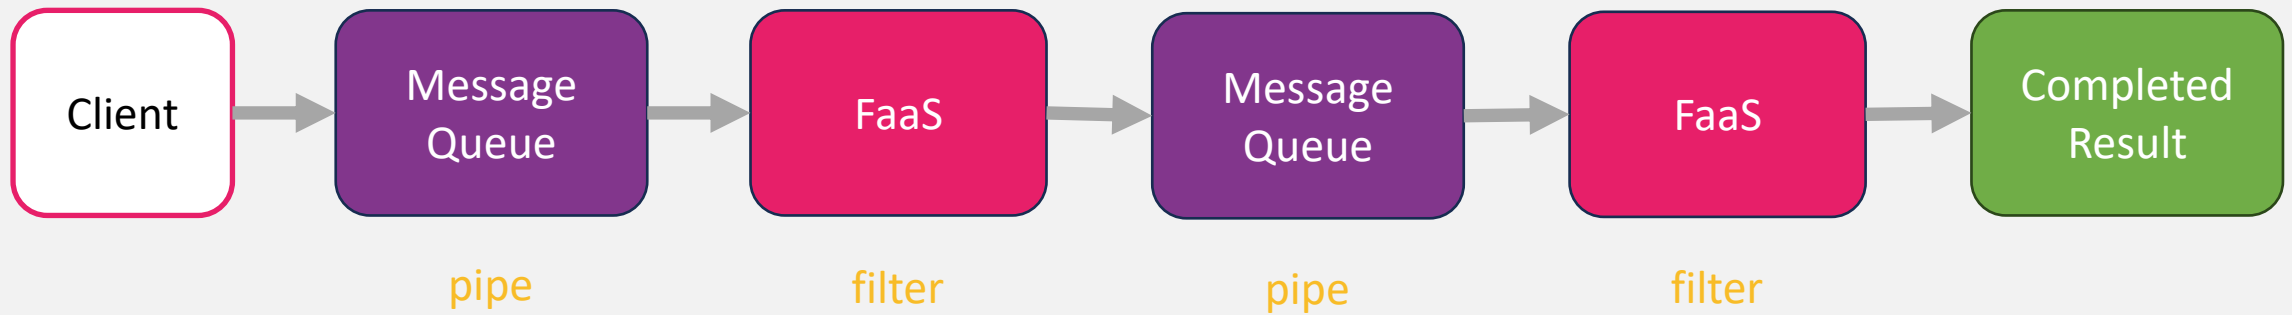 Client
Message
Queue
FaaS
Message
Queue
FaaS
Completed
Result
pipe
filter
pipe
filter